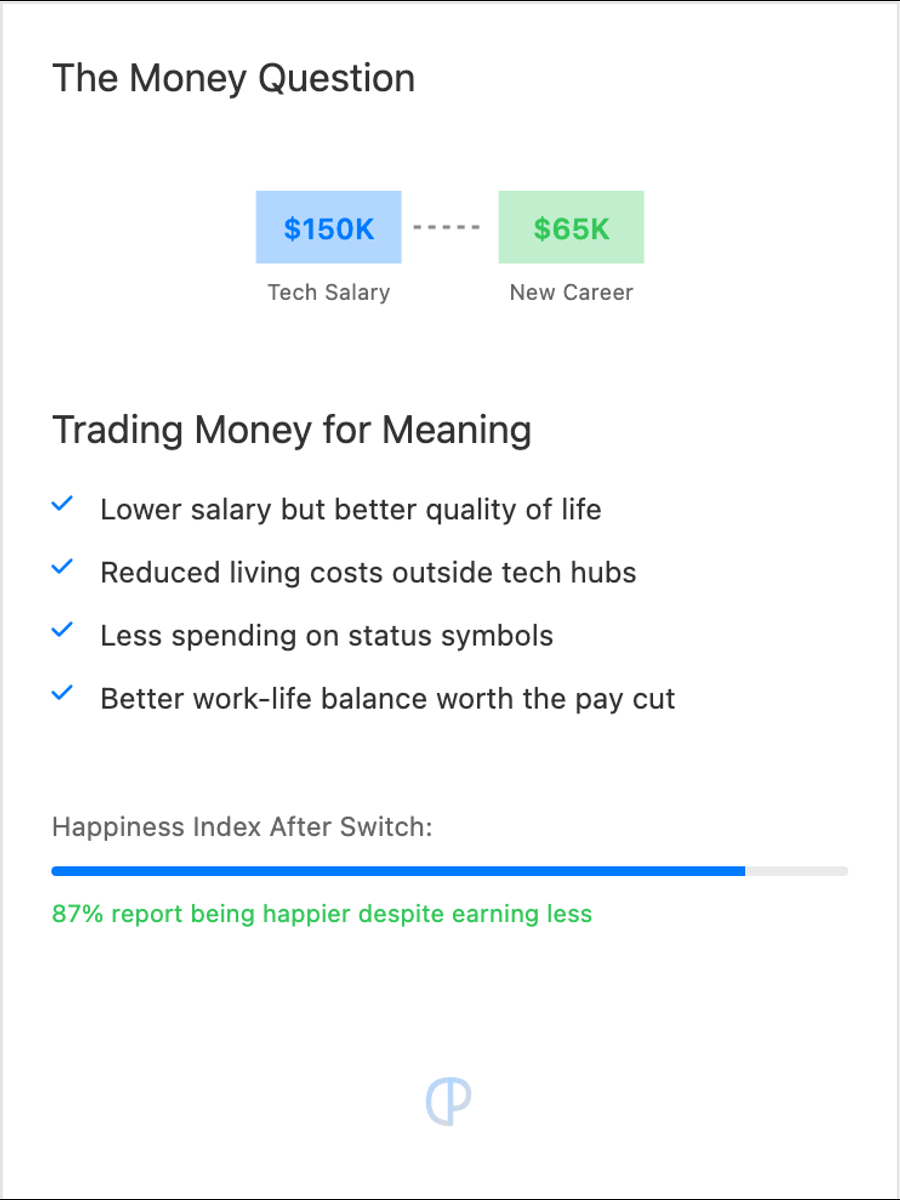 The Money Question
$150K
$65K
Tech Salary
New Career
Trading Money for Meaning
Lower salary but better quality of life
Reduced living costs outside tech hubs
Less spending on status symbols
Better work-life balance worth the pay cut
Happiness Index After Switch:
87% report being happier despite earning less